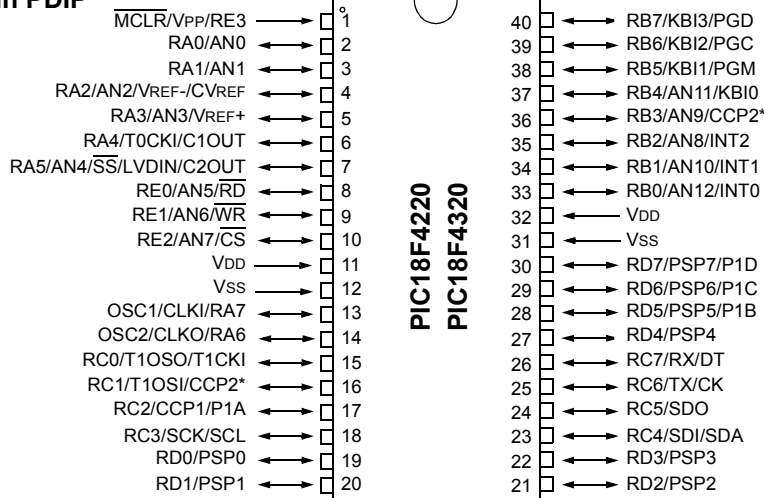 MCLR/VPP/RE3 1
RA0/AN0 2
RA1/AN1 3
RA2/AN2/VREF-/CVREF 4
RA3/AN3/VREF+ 5
RA4/T0CKI/C1OUT 6
RA5/AN4/SS/LVDIN/C2OUT 7
RE0/AN5/RD 8
RE1/AN6/WR 9
RE2/AN7/CS 10
VDD 11
VSS 12
OSC1/CLKI/RA7 13
OSC2/CLKO/RA6 14
RC0/T1OSO/T1CKI 15
RC1/T1OSI/CCP2* 16
RC2/CCP1/P1A 17
RC3/SCK/SCL 18
RD0/PSP0 19
RD1/PSP1 20
PIC18F4220
PIC18F4320
40 RB7/KBI3/PGD
39 RB6/KBI2/PGC
38 RB5/KBI1/PGM
37 RB4/AN11/KBI0
36 RB3/AN9/CCP2*
35 RB2/AN8/INT2
34 RB1/AN10/INT1
33 RB0/AN12/INT0
32 VDD
31 VSS
30 RD7/PSP7/P1D
29 RD6/PSP6/P1C
28 RD5/PSP5/P1B
27 RD4/PSP4
26 RC7/RX/DT
25 RC6/TX/CK
24 RC5/SDO
23 RC4/SDI/SDA
22 RD3/PSP3
21 RD2/PSP2